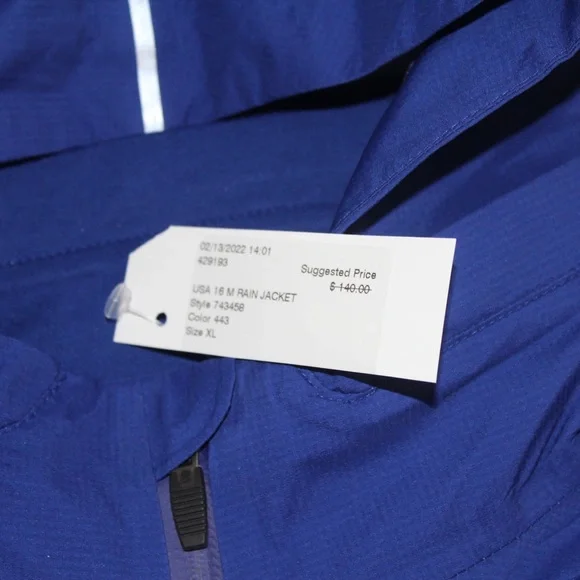 02/13/2022 14:01
429193
Suggested Price
$ 140.00
USA 16 M RAIN JACKET
Style 743458
Color 443
Size XL